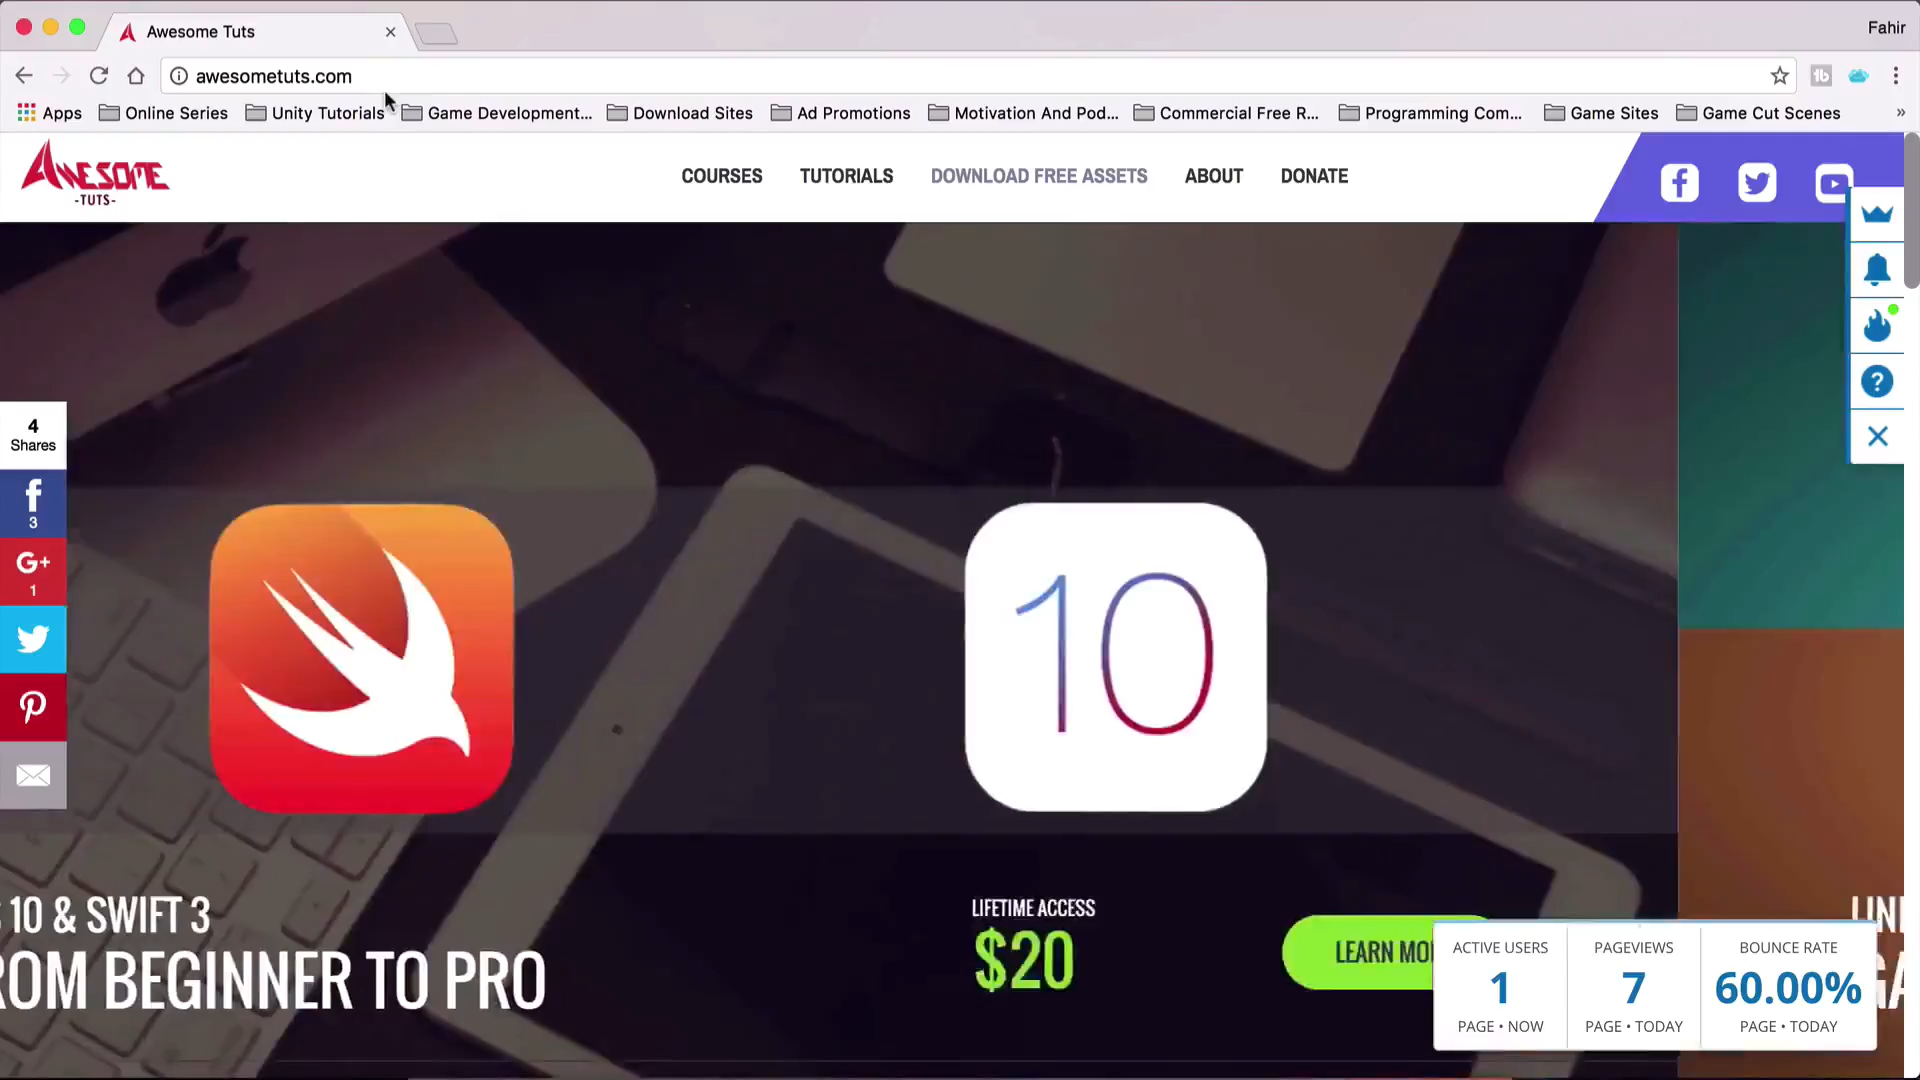 Awesome Tuts
Fahir
awesometuts.com
Apps
Online Series
Unity Tutorials
Game Development...
Download Sites
Ad Promotions
Motivation And Pod...
Commercial Free R...
Programming Com...
Game Sites
Game Cut Scenes
»
AWESOME
-TUTS-
COURSES
TUTORIALS
DOWNLOAD FREE ASSETS
ABOUT
DONATE
4
Shares
3
G+
1
10
10 & SWIFT 3
ROM BEGINNER TO PRO
LIFETIME ACCESS
$20
LEARN MO
ACTIVE USERS
1
PAGE • NOW
PAGEVIEWS
7
PAGE • TODAY
BOUNCE RATE
60.00%
PAGE • TODAY